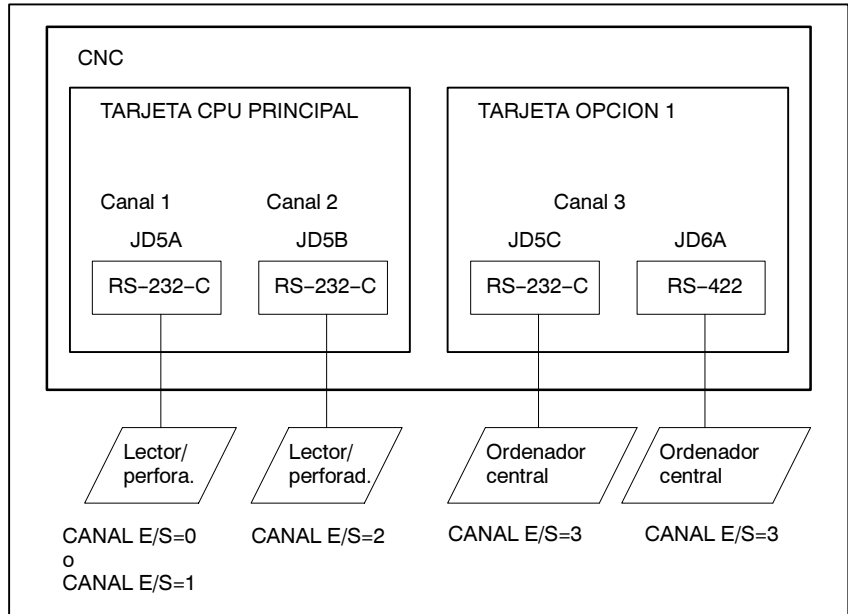 CNC
TARJETA CPU PRINCIPAL
TARJETA OPCION 1
Canal 1
Canal 2
Canal 3
JD5A
JD5B
JD5C
JD6A
RS-232-C
RS-232-C
RS-232-C
RS-422
Lector/
perfora.
Lector/
perforad.
Ordenador
central
Ordenador
central
CANAL E/S=0
o
CANAL E/S=1
CANAL E/S=2
CANAL E/S=3
CANAL E/S=3